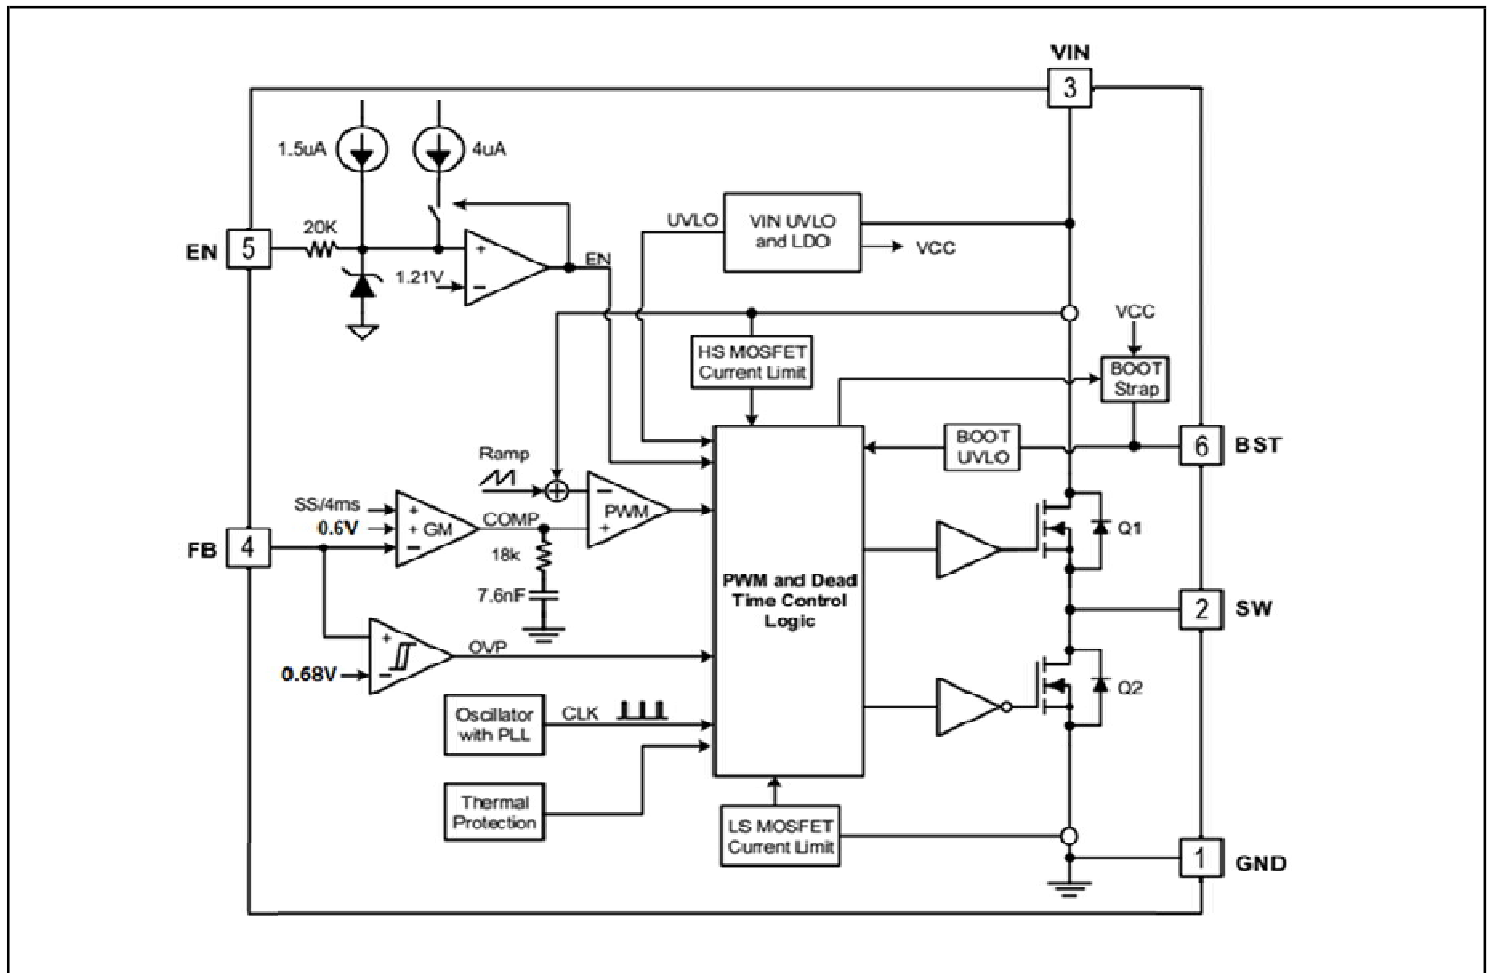 VIN
3
1.5uA
4uA
20K
EN
5
1.21V
EN
UVLO
VIN UVLO
and LDO
VCC
VCC
HS MOSFET
Current Limit
BOOT
Strap
BOOT
UVLO
6
BST
Ramp
SS/4ms
0.6V
GM
COMP
PWM
FB
4
18k
7.6nF
PWM and Dead
Time Control
Logic
Q1
2
SW
OVP
0.68V
Oscillator
with PLL
CLK
Q2
Thermal
Protection
LS MOSFET
Current Limit
1
GND